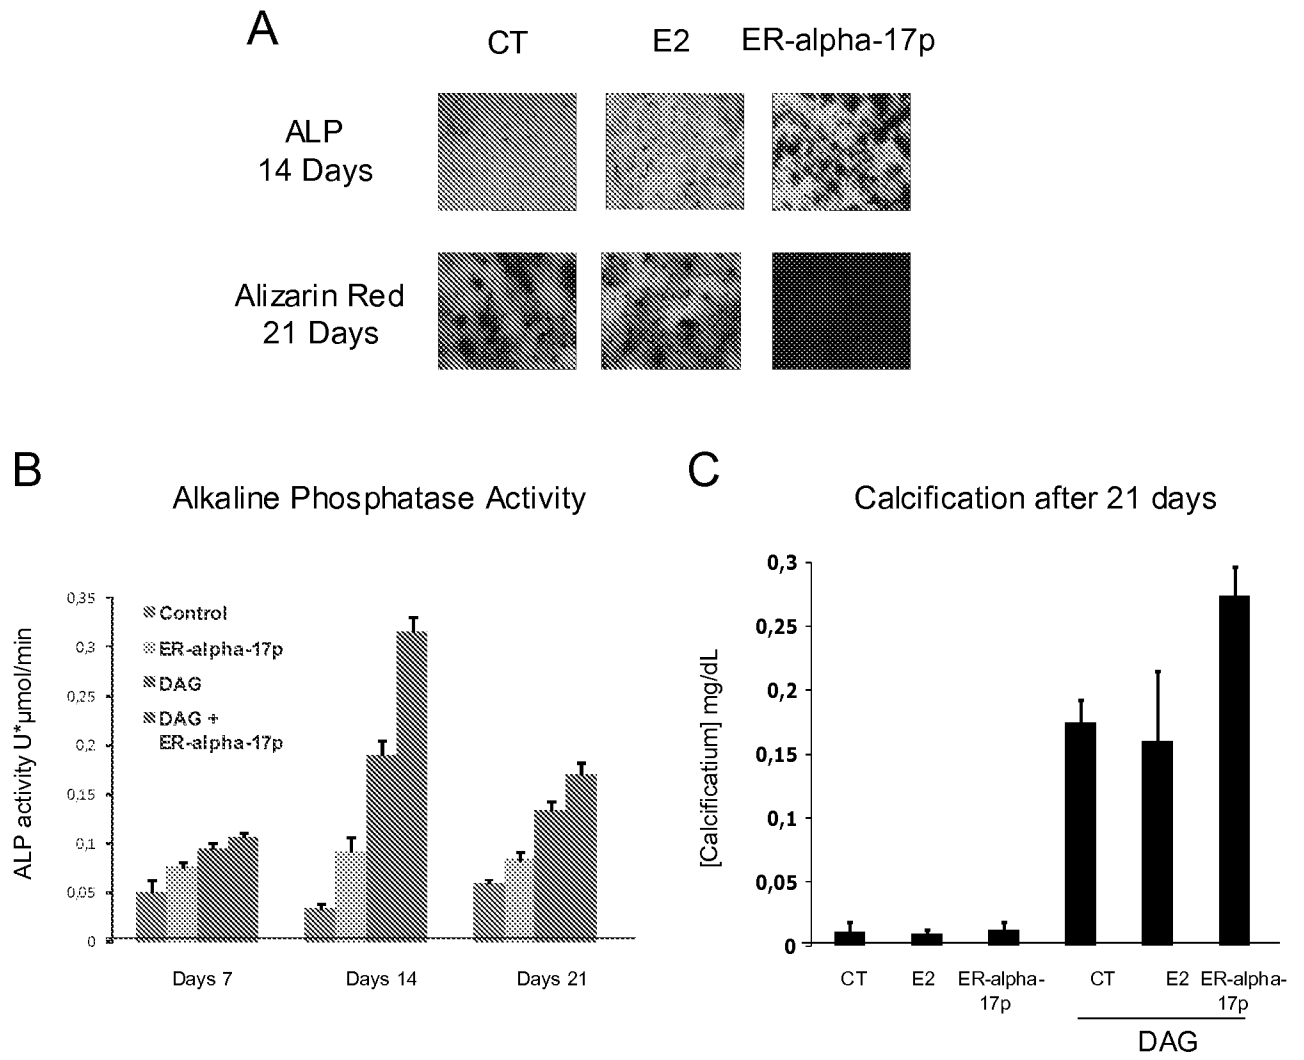 A
CT
E2
ER-alpha-17p
ALP
14 Days
Alizarin Red
21 Days
B
Alkaline Phosphatase Activity
ALP activity U*µmol/min
0,35
0,3
0,25
0,2
0,15
0,1
0,05
0
Control
ER-alpha-17p
DAG
DAG +
ER-alpha-17p
Days 7
Days 14
Days 21
C
Calcification after 21 days
[Calcificatium] mg/dL
0,3
0,25
0,2
0,15
0,1
0,05
0
CT
E2
ER-alpha-
17p
CT
E2
ER-alpha-
17p
DAG